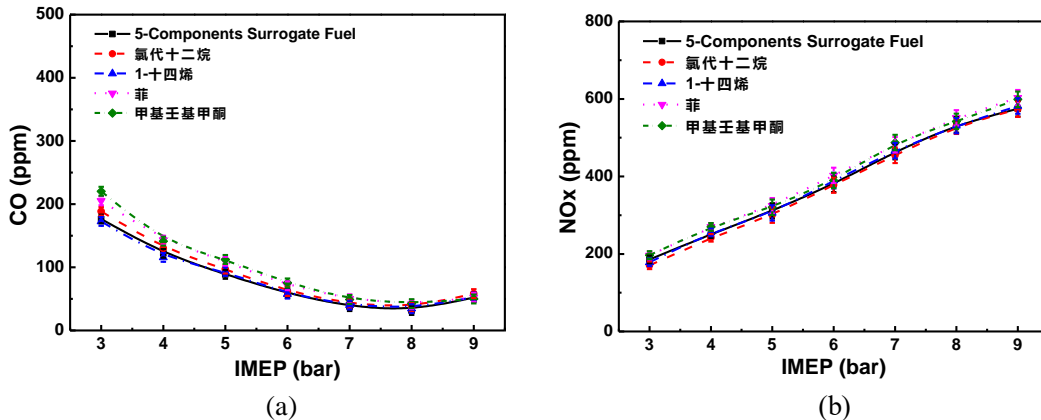 500
400
300
200
100
0
CO (ppm)
5-Components Surrogate Fuel
氯代十二烷
1-十四烯
菲
甲基壬基甲酮
3 4 5 6 7 8 9
IMEP (bar)
(a)
800
600
400
200
0
NOx (ppm)
5-Components Surrogate Fuel
氯代十二烷
1-十四烯
菲
甲基壬基甲酮
3 4 5 6 7 8 9
IMEP (bar)
(b)